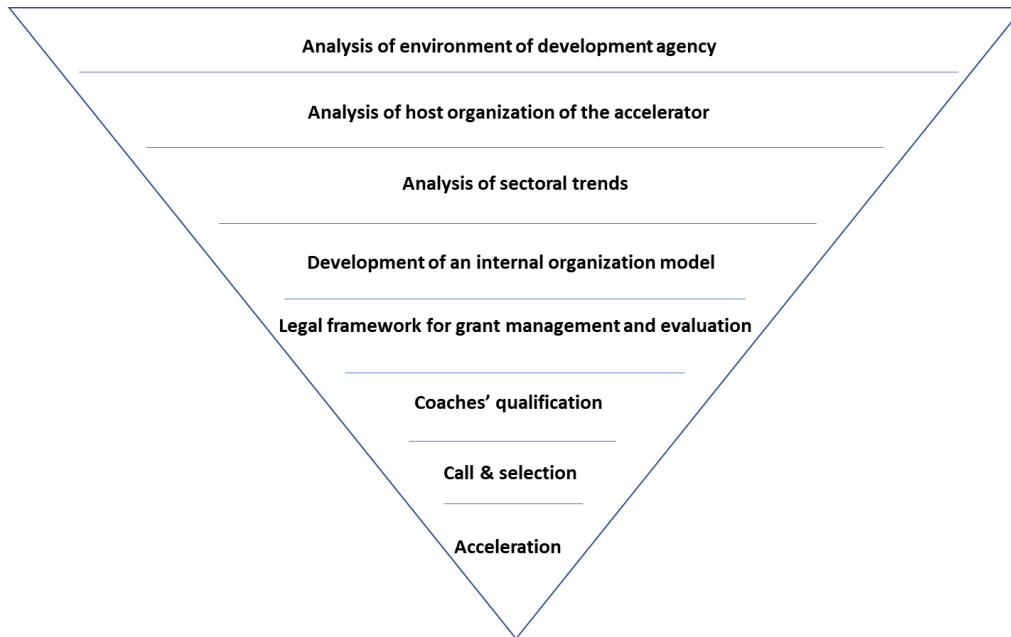 Analysis of environment of development agency
Analysis of host organization of the accelerator
Analysis of sectoral trends
Development of an internal organization model
Legal framework for grant management and evaluation
Coaches’ qualification
Call & selection
Acceleration